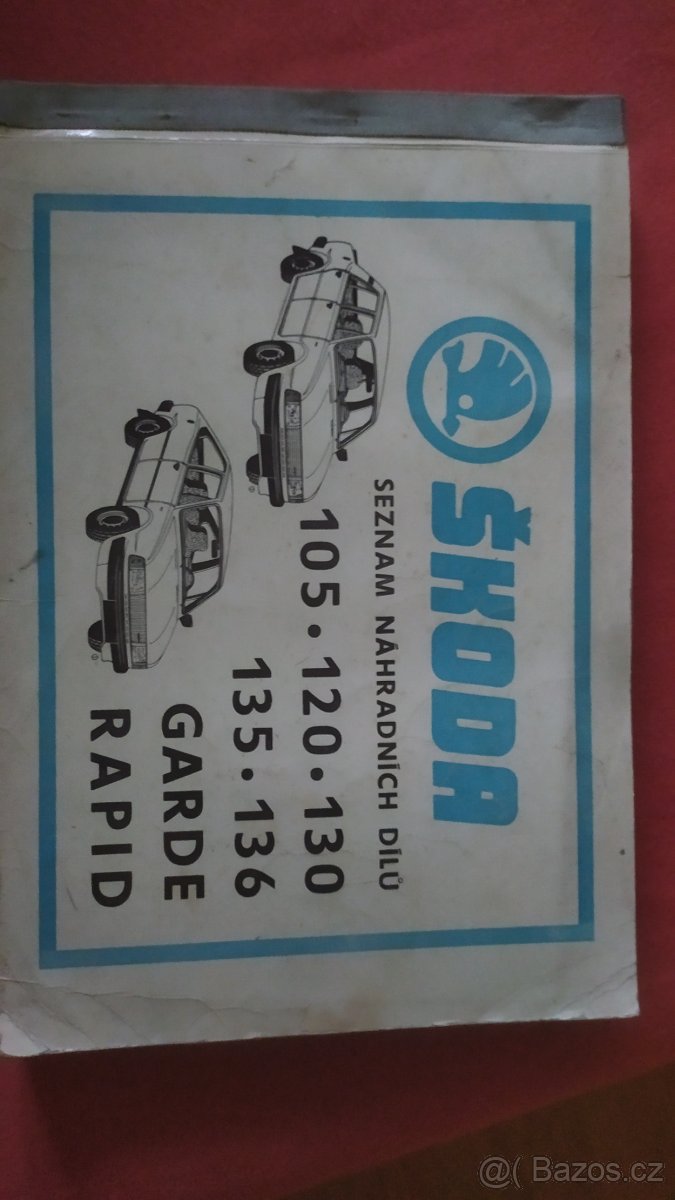 ŠKODA
SEZNAM NÁHRADNÍCH DÍLŮ
105 • 120 • 130
135 • 136
GARDE
RAPID
@( Bazos.cz